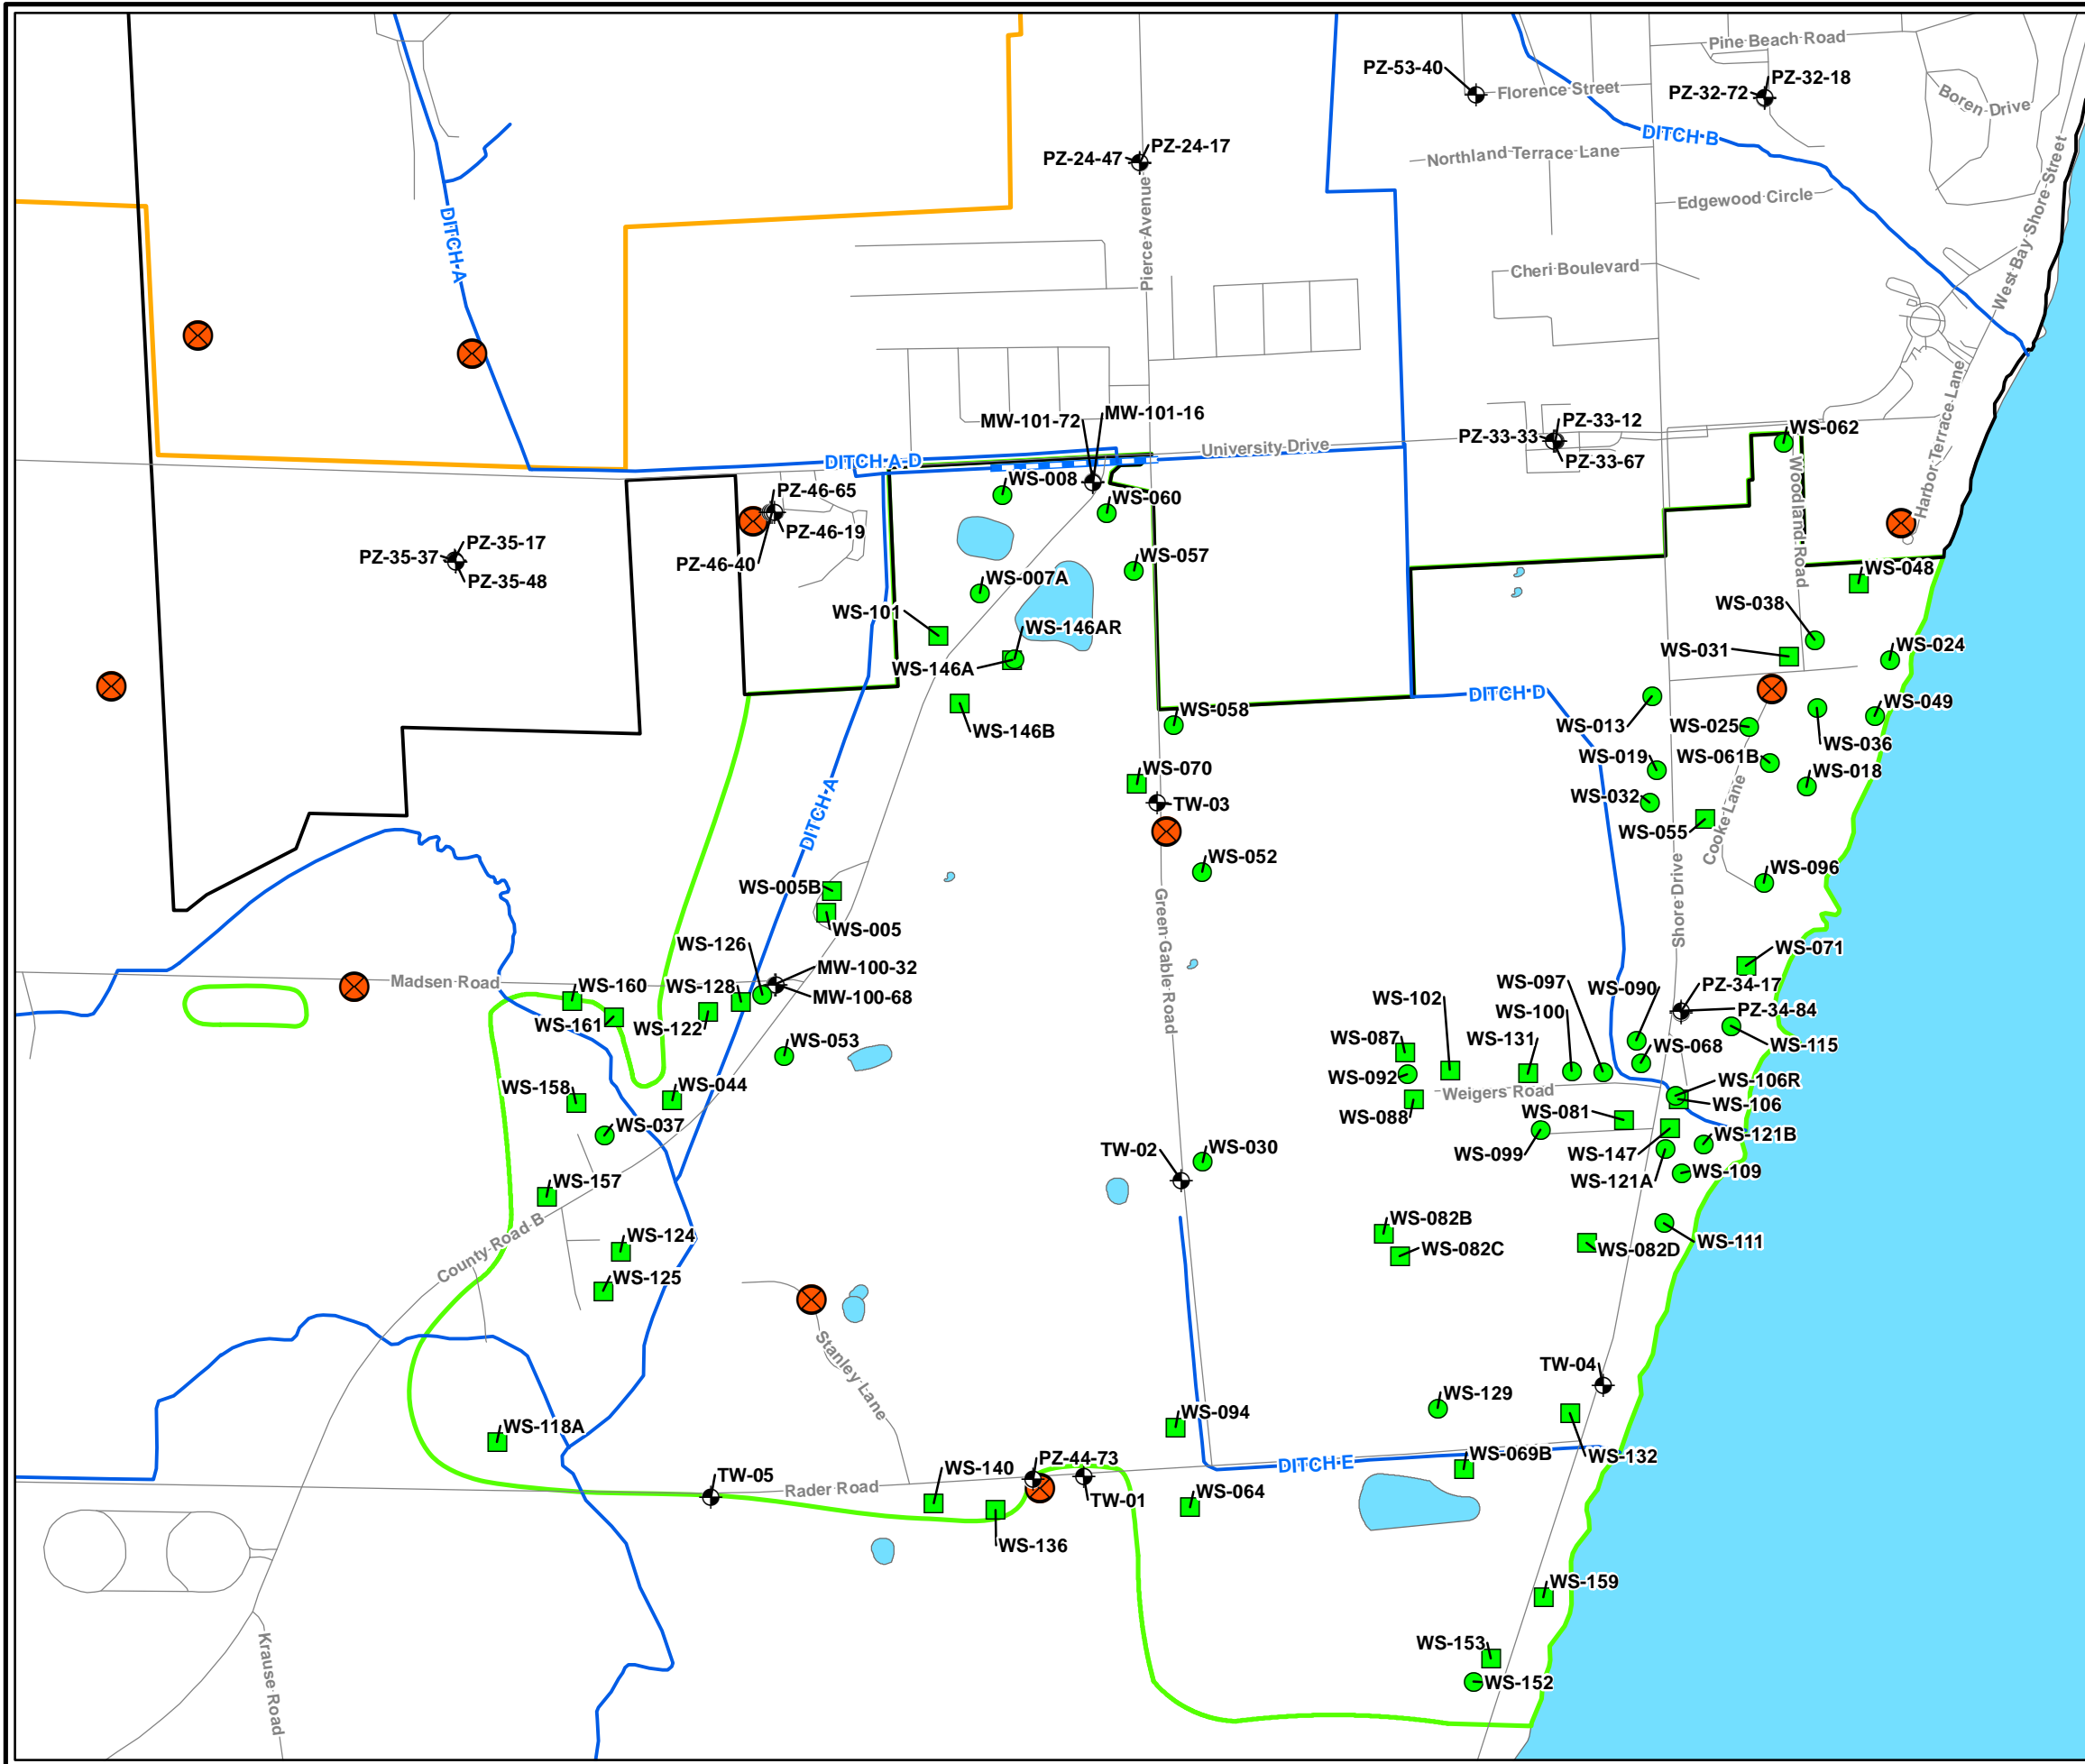 Pine Beach Road
PZ-53-40
PZ-32-18
PZ-32-72
Florence Street
Boren Drive
DITCH B
PZ-24-17
PZ-24-47
Northland Terrace Lane
Edgewood Circle
West Bay Shore Street
Pierce Avenue
DITCH A
Cheri Boulevard
Harbor Terrace Lane
MW-101-72
MW-101-16
PZ-33-12
PZ-33-33
PZ-33-67
WS-062
University Drive
DITCH A D
WS-008
WS-060
PZ-46-65
PZ-46-19
PZ-46-40
PZ-35-17
PZ-35-37
PZ-35-48
WS-057
WS-007A
Woodland Road
WS-048
WS-101
WS-038
WS-146AR
WS-146A
WS-031
WS-024
WS-146B
WS-058
DITCH D
WS-013
WS-025
WS-049
WS-036
WS-019
WS-061B
WS-018
WS-070
TW-03
WS-032
WS-055
Cooke Lane
DITCH A
WS-052
WS-096
WS-005B
WS-005
Green Gable Road
Shore Drive
WS-126
MW-100-32
MW-100-68
WS-071
Madsen Road
WS-160
WS-128
WS-161
WS-122
WS-097
WS-090
PZ-34-17
PZ-34-84
WS-102
WS-100
WS-087
WS-131
WS-068
WS-115
WS-053
WS-092
WS-158
WS-044
WS-088
Weigers Road
WS-106R
WS-106
WS-081
WS-037
WS-121B
WS-099
WS-147
TW-02
WS-030
WS-109
WS-121A
WS-157
WS-082B
WS-082C
WS-082D
WS-111
WS-124
County Road B
WS-125
Stanley Lane
TW-04
WS-129
WS-118A
WS-094
WS-132
PZ-44-73
WS-069B
DITCH E
WS-140
TW-05
Rader Road
TW-01
WS-064
WS-136
WS-159
Krause Road
WS-153
WS-152